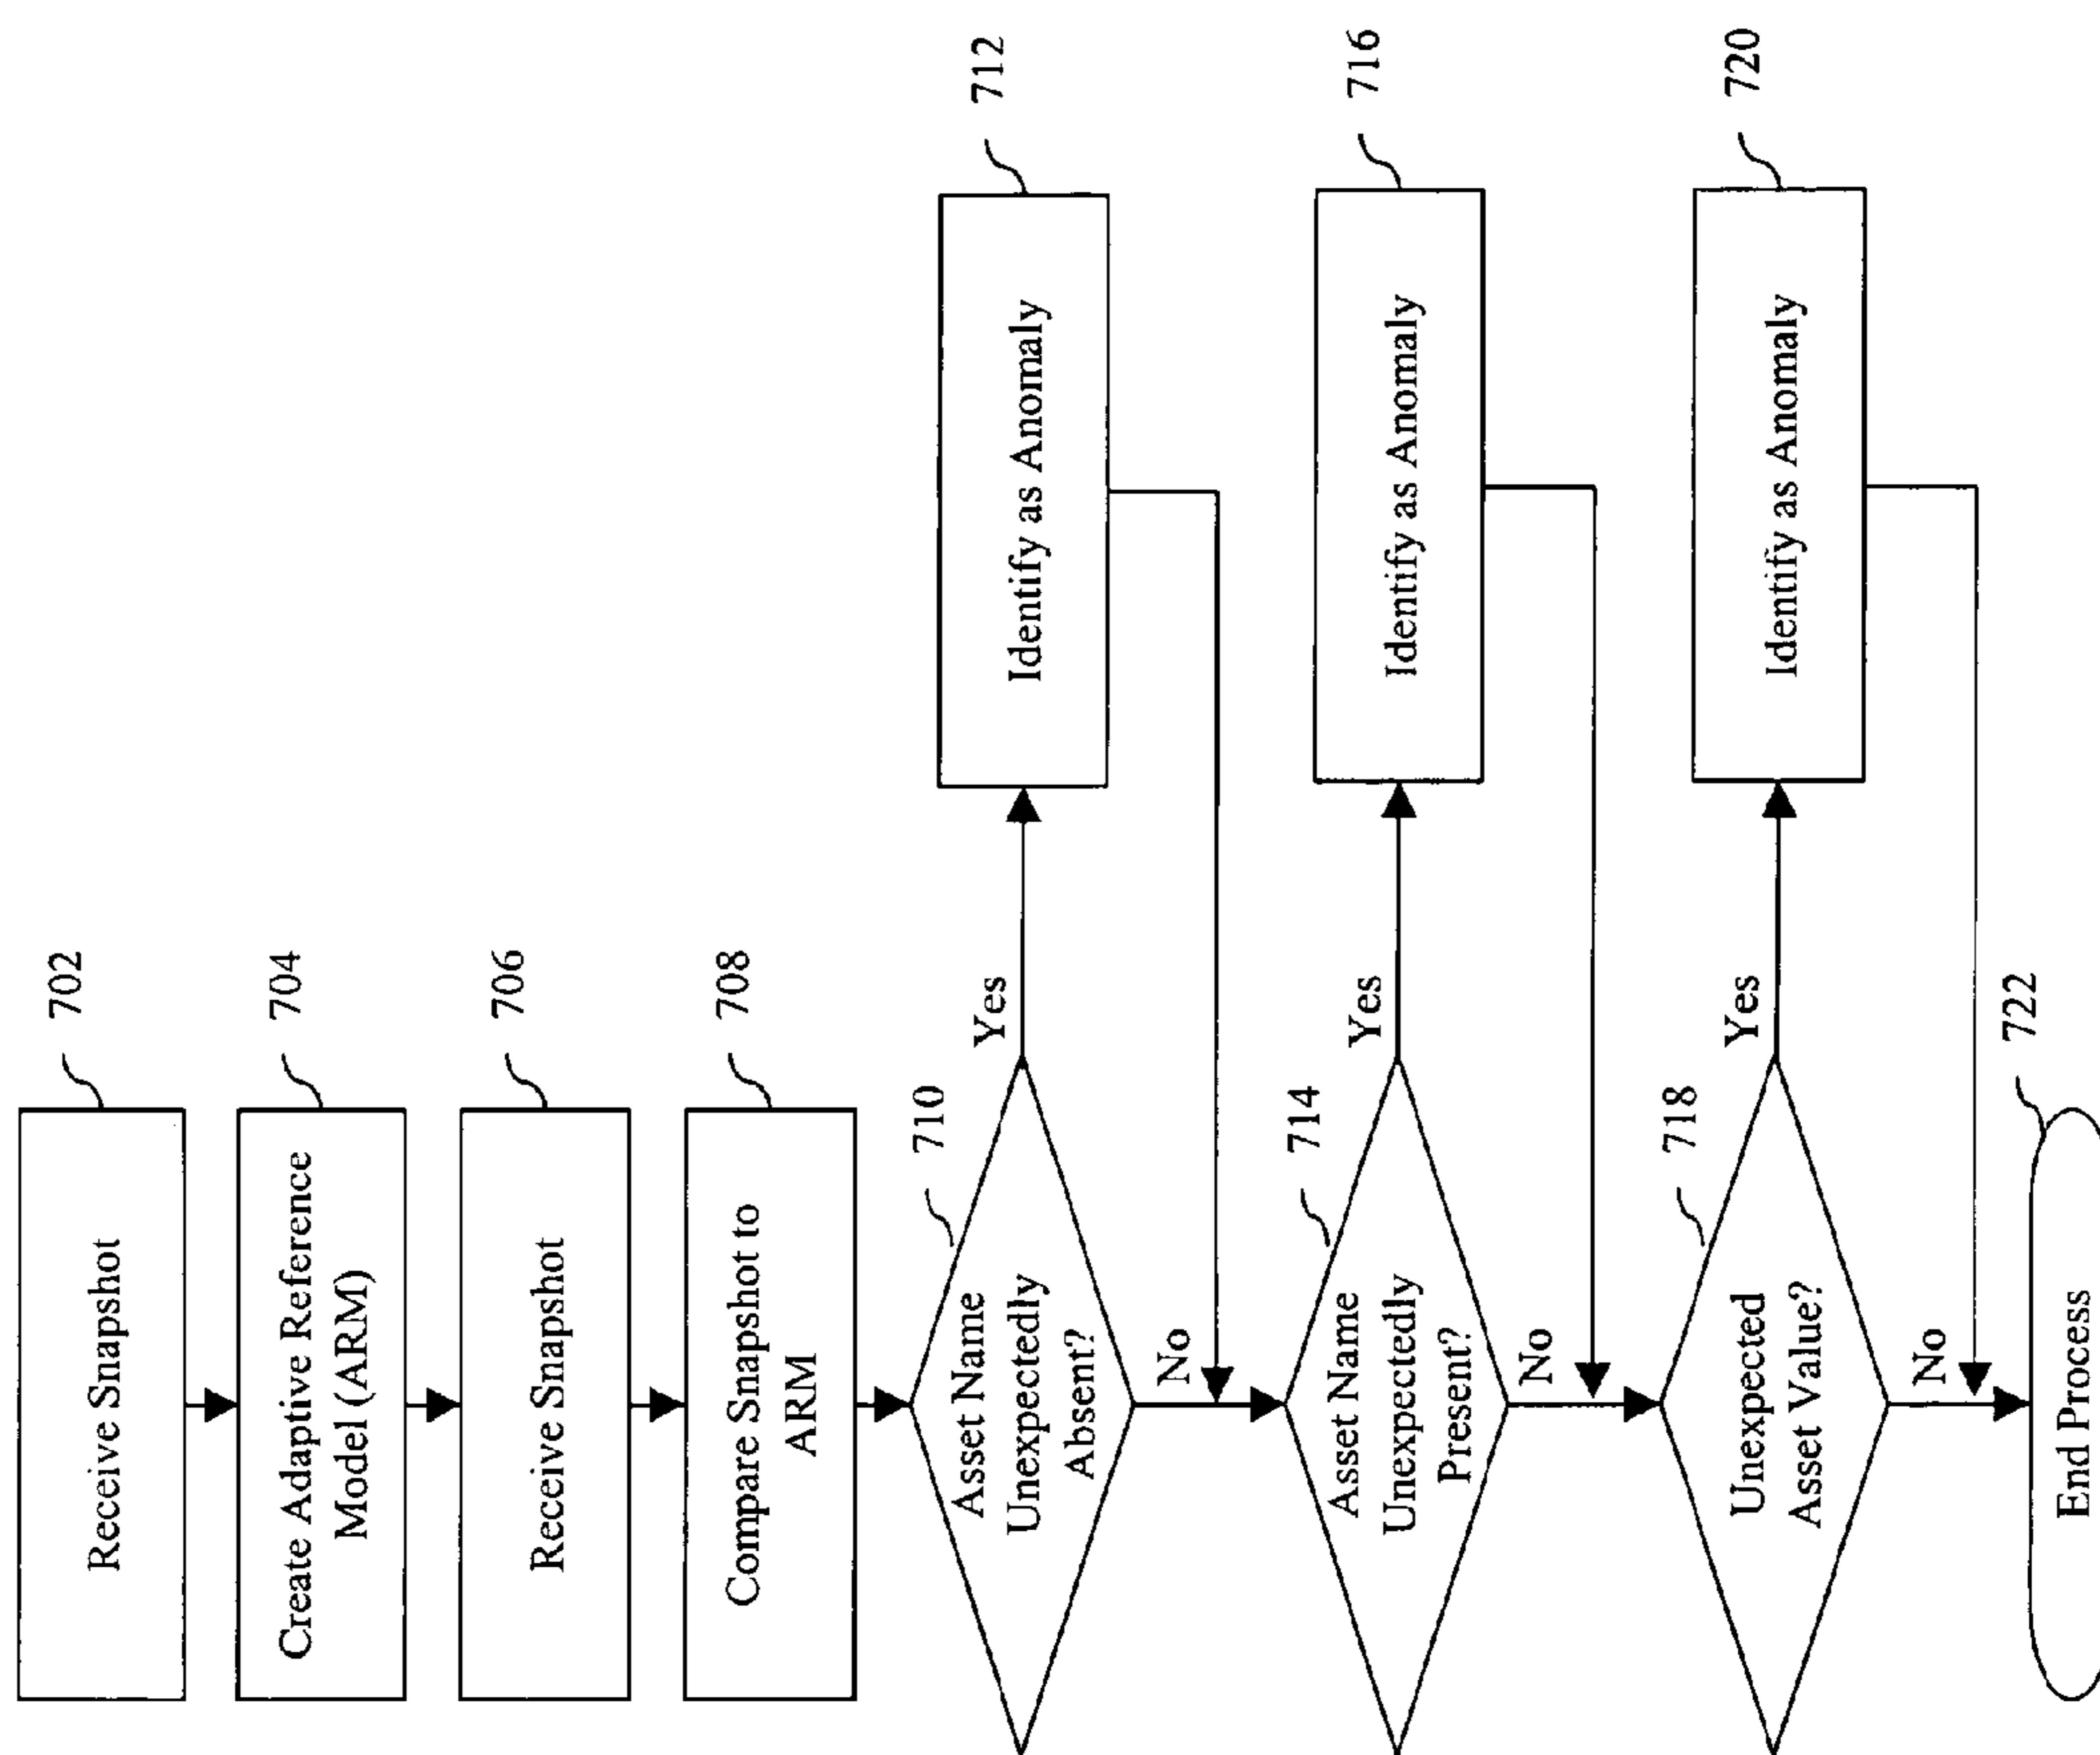 Receive Snapshot
702
Create Adaptive Reference
Model (ARM)
704
Receive Snapshot
706
Compare Snapshot to
ARM
708
Asset Name
Unexpectedly
Absent?
710
Yes
Identify as Anomaly
712
No
Asset Name
Unexpectedly
Present?
714
Yes
Identify as Anomaly
716
No
Unexpected
Asset Value?
718
Yes
Identify as Anomaly
720
No
End Process
722